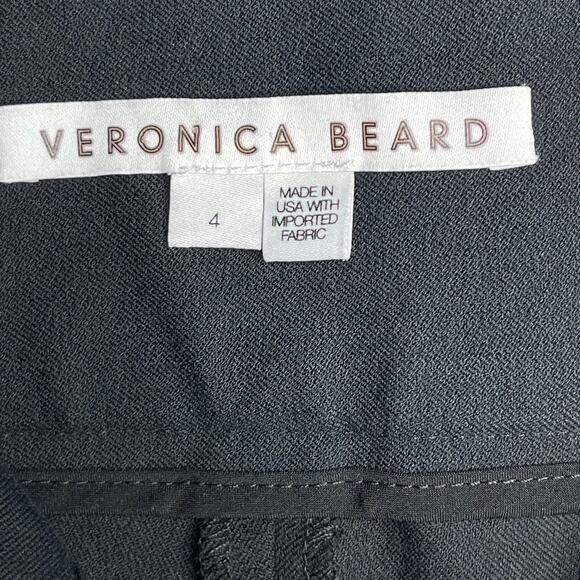 VERONICA BEARD
4
MADE IN
USA WITH
IMPORTED
FABRIC